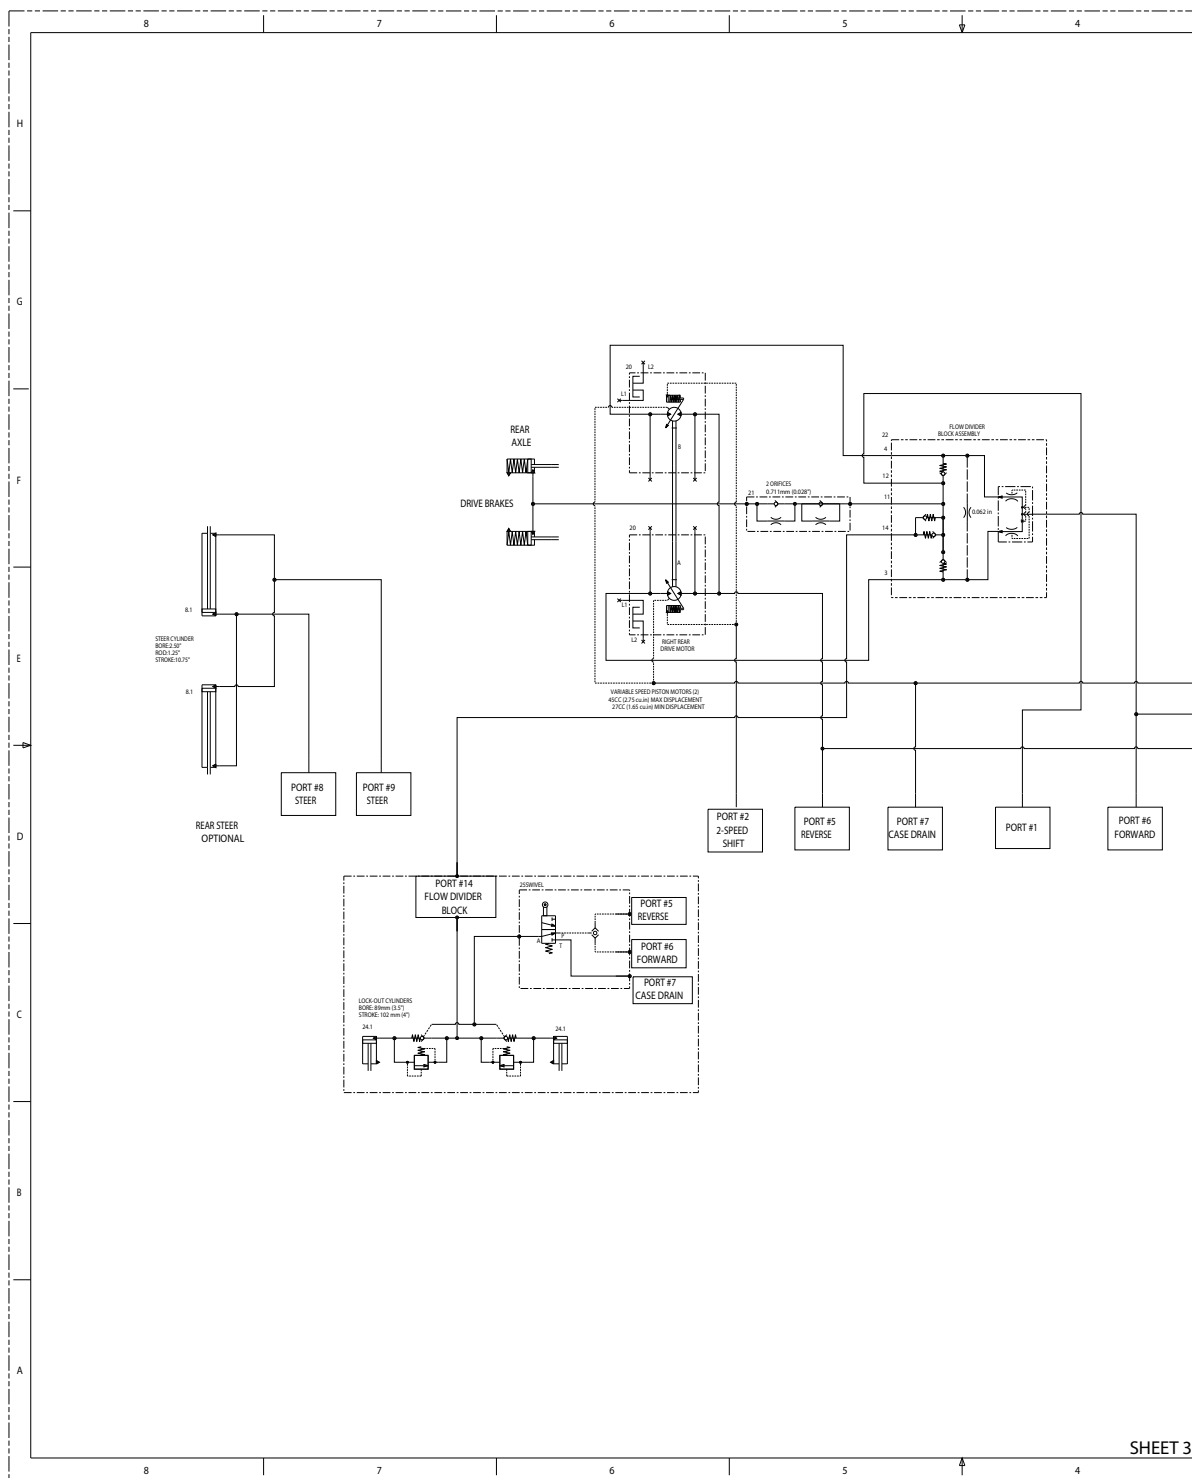 8 7 6 5 4
H
G
F
E
D
C
B
A
20
L2
L1
B
REAR
AXLE
DRIVE BRAKES
20
A
L1
L2
RIGHT REAR
DRIVE MOTOR
VARIABLE SPEED PISTON MOTORS (2)
45CC (2.75 cu.in) MAX DISPLACEMENT
27CC (1.65 cu.in) MIN DISPLACEMENT
2 ORIFICES
21
0.711mm (0.028")
FLOW DIVIDER
BLOCK ASSEMBLY
22
4
12
11
14
3
0.062 in
8.1
STEER CYLINDER
BORE:2.50"
ROD:1.25"
STROKE:10.75"
8.1
PORT #8
STEER
PORT #9
STEER
REAR STEER
OPTIONAL
PORT #2
2-SPEED
SHIFT
PORT #5
REVERSE
PORT #7
CASE DRAIN
PORT #1
PORT #6
FORWARD
PORT #14
FLOW DIVIDER
BLOCK
25SWIVEL
A
P
T
PORT #5
REVERSE
PORT #6
FORWARD
PORT #7
CASE DRAIN
LOCK-OUT CYLINDERS
BORE: 89mm (3.5")
STROKE: 102 mm (4")
24.1
24.1
SHEET 3
8 7 6 5 4